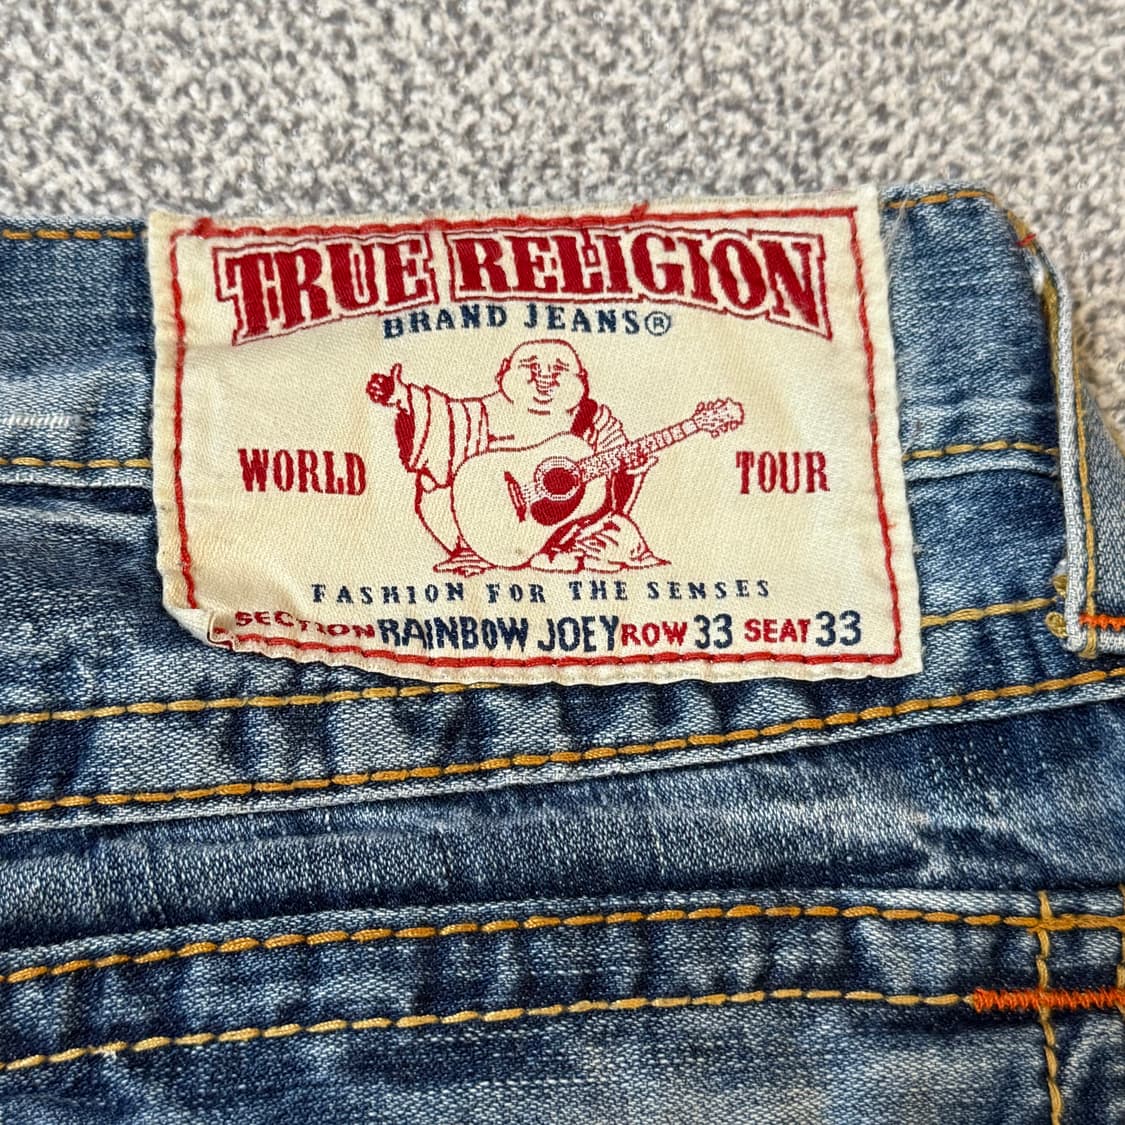 TRUE RELIGION
BRAND JEANS®
WORLD TOUR
FASHION FOR THE SENSES
SECTION RAINBOW JOEY ROW 33 SEAT 33